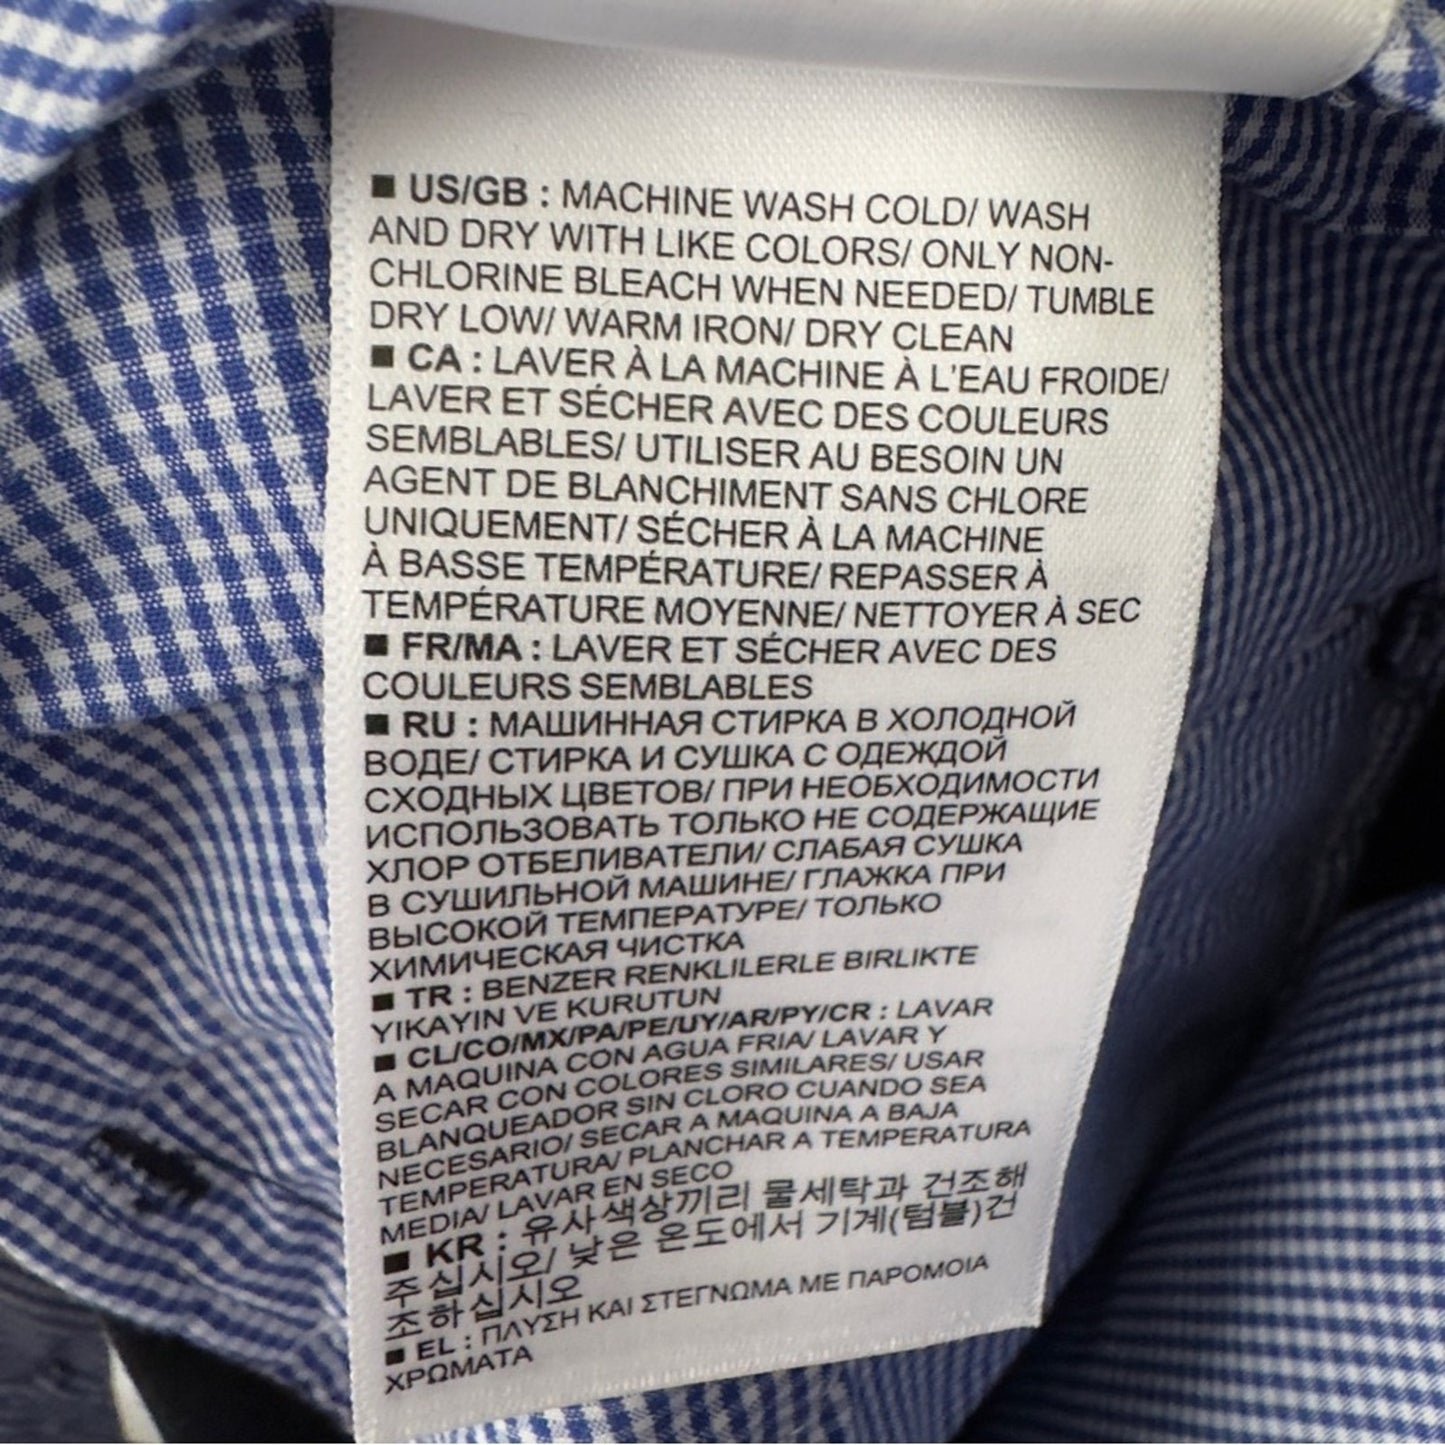 ■ US/GB : MACHINE WASH COLD/ WASH
AND DRY WITH LIKE COLORS/ ONLY NON-
CHLORINE BLEACH WHEN NEEDED/ TUMBLE
DRY LOW/ WARM IRON/ DRY CLEAN
■ CA : LAVER À LA MACHINE À L'EAU FROIDE/
LAVER ET SÉCHER AVEC DES COULEURS
SEMBLABLES/ UTILISER AU BESOIN UN
AGENT DE BLANCHIMENT SANS CHLORE
UNIQUEMENT/ SÉCHER À LA MACHINE
À BASSE TEMPÉRATURE/ REPASSER À
TEMPÉRATURE MOYENNE/ NETTOYER À SEC
■ FR/MA : LAVER ET SÉCHER AVEC DES
COULEURS SEMBLABLES
■ RU : МАШИННАЯ СТИРКА В ХОЛОДНОЙ
ВОДЕ/ СТИРКА И СУШКА С ОДЕЖДОЙ
СХОДНЫХ ЦВЕТОВ/ ПРИ НЕОБХОДИМОСТИ
ИСПОЛЬЗОВАТЬ ТОЛЬКО НЕ СОДЕРЖАЩИЕ
ХЛОР ОТБЕЛИВАТЕЛИ/ СЛАБАЯ СУШКА
В СУШИЛЬНОЙ МАШИНЕ/ ГЛАЖКА ПРИ
ВЫСОКОЙ ТЕМПЕРАТУРЕ/ ТОЛЬКО
ХИМИЧЕСКАЯ ЧИСТКА
■ TR : BENZER RENKLILERLE BIRLIKTE
YIKAYIN VE KURUTUN
■ CL/CO/MX/PA/PE/UY/AR/PY/CR : LAVAR
A MAQUINA CON AGUA FRIA/ LAVAR Y
SECAR CON COLORES SIMILARES/ USAR
BLANQUEADOR SIN CLORO CUANDO SEA
NECESARIO/ SECAR A MAQUINA A BAJA
TEMPERATURA/ PLANCHAR A TEMPERATURA
MEDIA/ LAVAR EN SECO
■ KR : 유사색상끼리 물세탁과 건조해
주십시오/ 낮은 온도에서 기계(텀블)건
조하십시오
■ EL : ΠΛΥΣΗ ΚΑΙ ΣΤΕΓΝΩΜΑ ΜΕ ΠΑΡΟΜΟΙΑ
ΧΡΩΜΑΤΑ